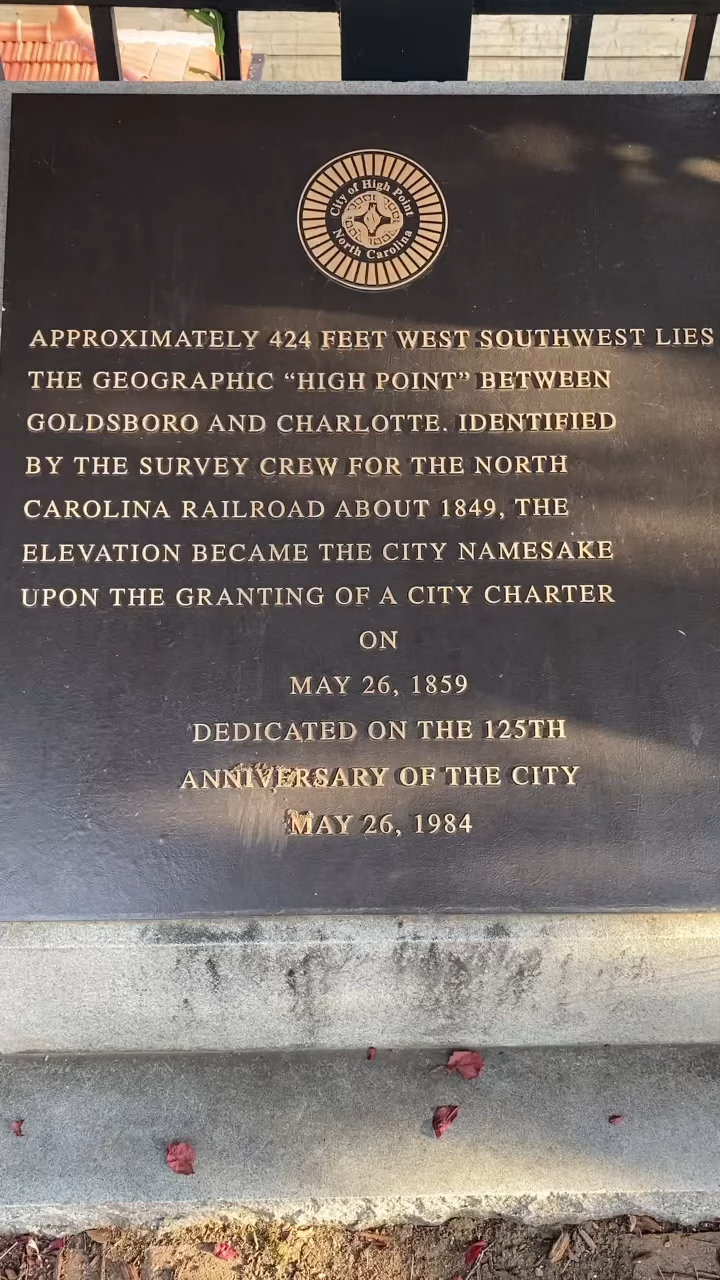 City of High Point
North Carolina
APPROXIMATELY 424 FEET WEST SOUTHWEST LIES
THE GEOGRAPHIC “HIGH POINT” BETWEEN
GOLDSBORO AND CHARLOTTE. IDENTIFIED
BY THE SURVEY CREW FOR THE NORTH
CAROLINA RAILROAD ABOUT 1849, THE
ELEVATION BECAME THE CITY NAMESAKE
UPON THE GRANTING OF A CITY CHARTER
ON
MAY 26, 1859
DEDICATED ON THE 125TH
ANNIVERSARY OF THE CITY
MAY 26, 1984